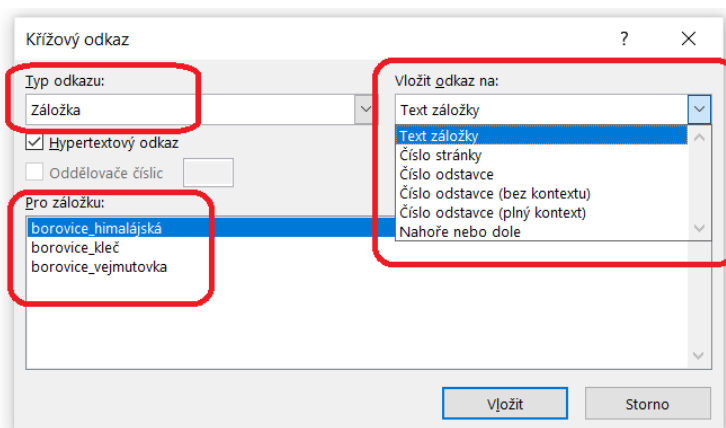 Křížový odkaz
?
Typ odkazu:
Vložit odkaz na:
Záložka
Text záložky
Hypertextový odkaz
Text záložky
Číslo stránky
Oddělovače číslic
Číslo odstavce
Číslo odstavce (bez kontextu)
Pro záložku:
Číslo odstavce (plný kontext)
borovice_himalájská
Nahoře nebo dole
borovice_kleč
borovice_vejmutovka
Vložit
Storno